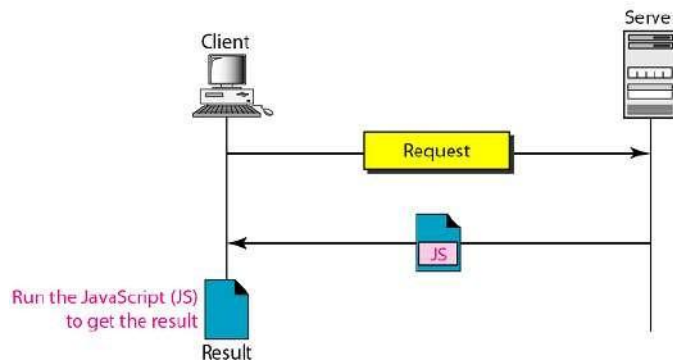 Server
Client
Request
JS
Run the JavaScript (JS)
to get the result
Result